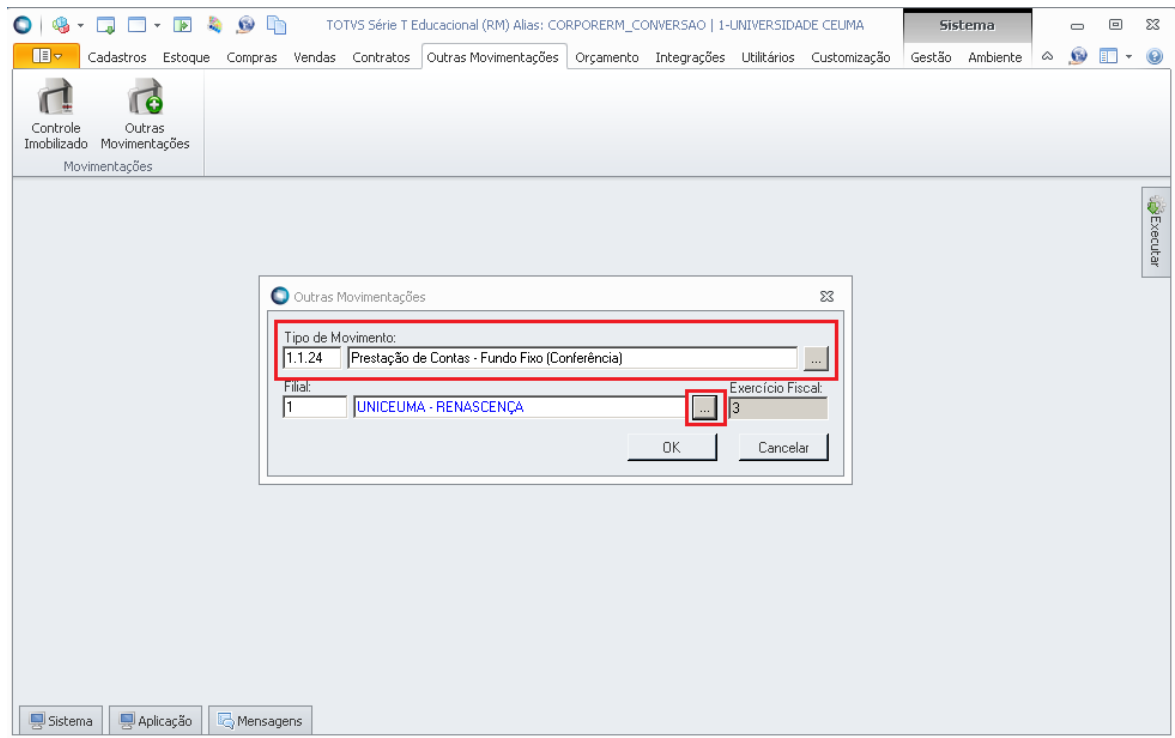 TOTVS Série T Educacional (RM) Alias: CORPORERM_CONVERSAO | 1-UNIVERSIDADE CEUMA
Sistema
Cadastros Estoque Compras Vendas Contratos Outras Movimentações Orçamento Integrações Utilitários Customização Gestão Ambiente
Controle Imobilizado
Outras Movimentações
Movimentações
Executar
Outras Movimentações
Tipo de Movimento:
1.1.24 Prestação de Contas - Fundo Fixo (Conferência) ...
Filial: Exercício Fiscal:
1 UNICEUMA - RENASCENÇA ... 3
OK Cancelar
Sistema Aplicação Mensagens